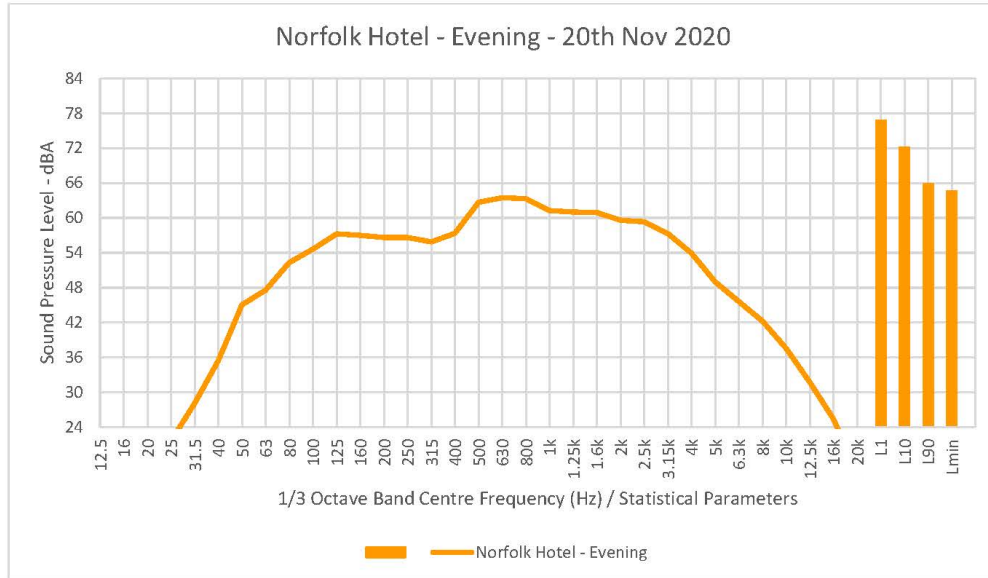 Norfolk Hotel - Evening - 20th Nov 2020
Sound Pressure Level - dBA
84
78
72
66
60
54
48
42
36
30
24
12.5 16 20 25 31.5 40 50 63 80 100 125 160 200 250 315 400 500 630 800 1k 1.25k 1.6k 2k 2.5k 3.15k 4k 5k 6.3k 8k 10k 12.5k 16k 20k L1 L10 L90 Lmin
1/3 Octave Band Centre Frequency (Hz) / Statistical Parameters
Norfolk Hotel - Evening